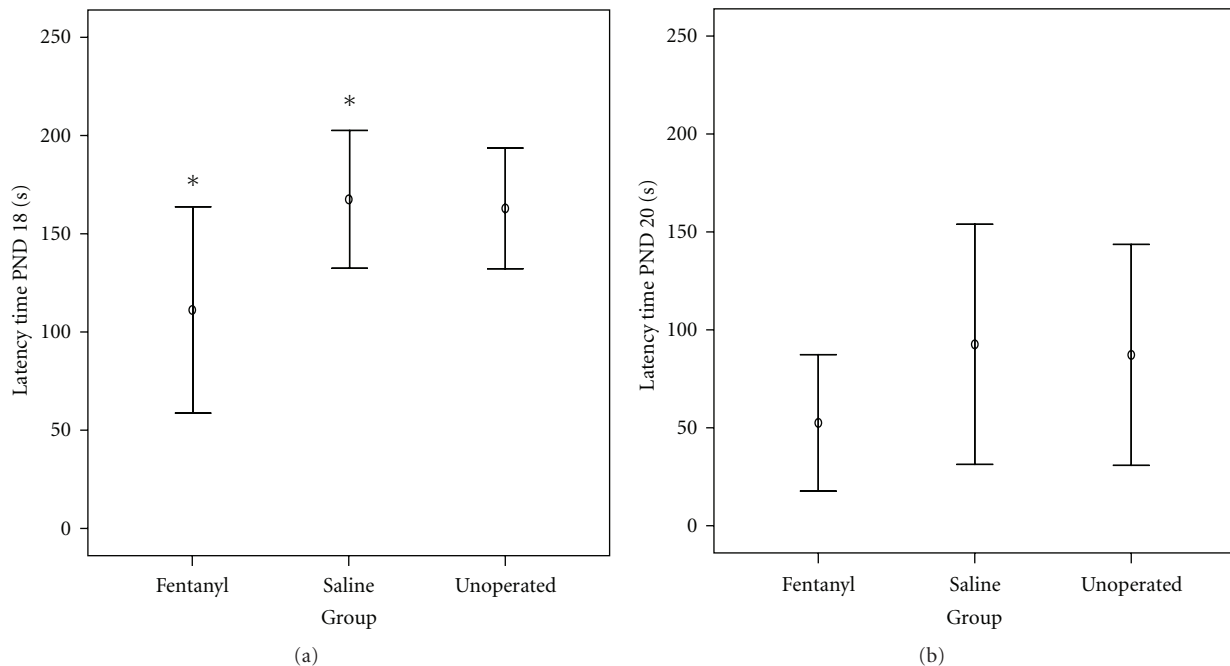 Latency time PND 18 (s)
250
200
150
100
50
0
*
*
Fentanyl Saline Unoperated
Group
(a)
Latency time PND 20 (s)
250
200
150
100
50
0
Fentanyl Saline Unoperated
Group
(b)